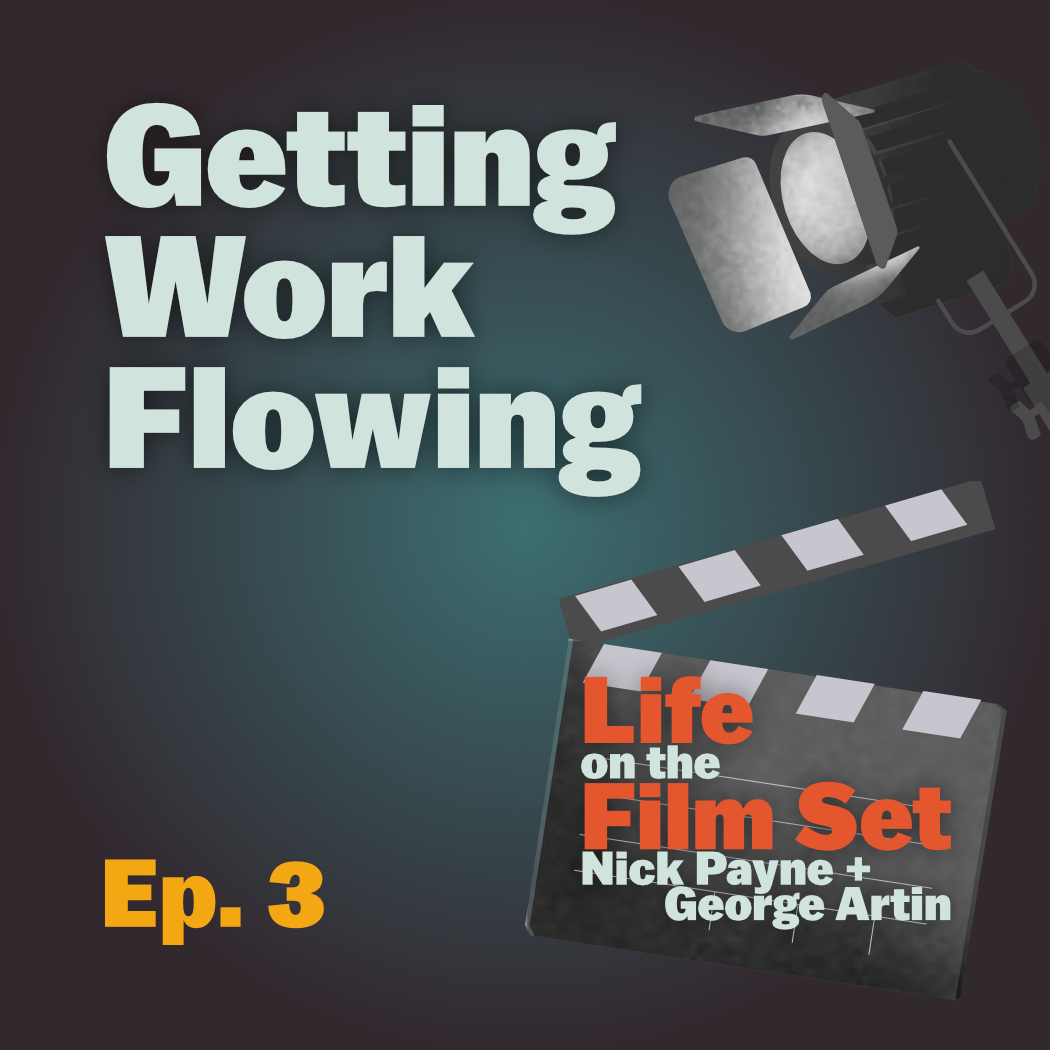 Getting
Work
Flowing
Life
on the
Film Set
Nick Payne +
George Artin
Ep. 3